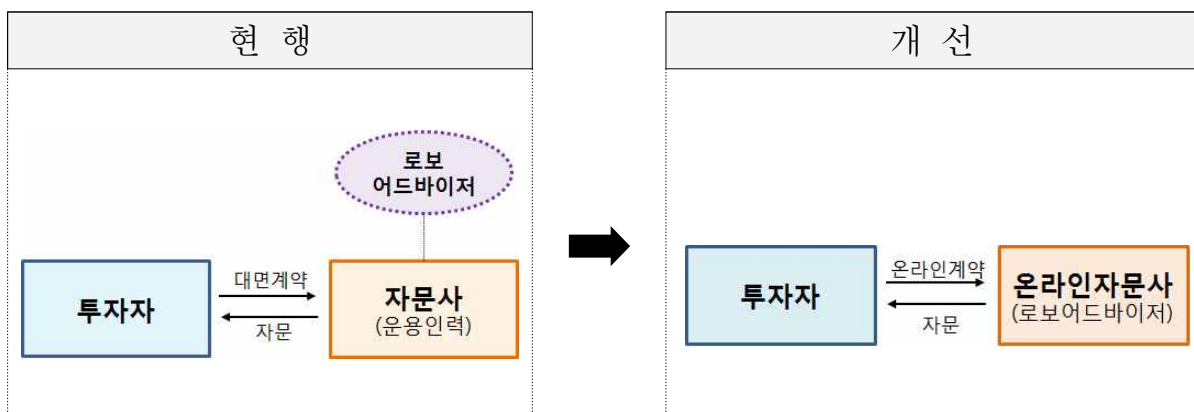 현 행
로보
어드바이저
투자자
대면계약
자문
자문사
(운용인력)
개 선
투자자
온라인계약
자문
온라인자문사
(로보어드바이저)